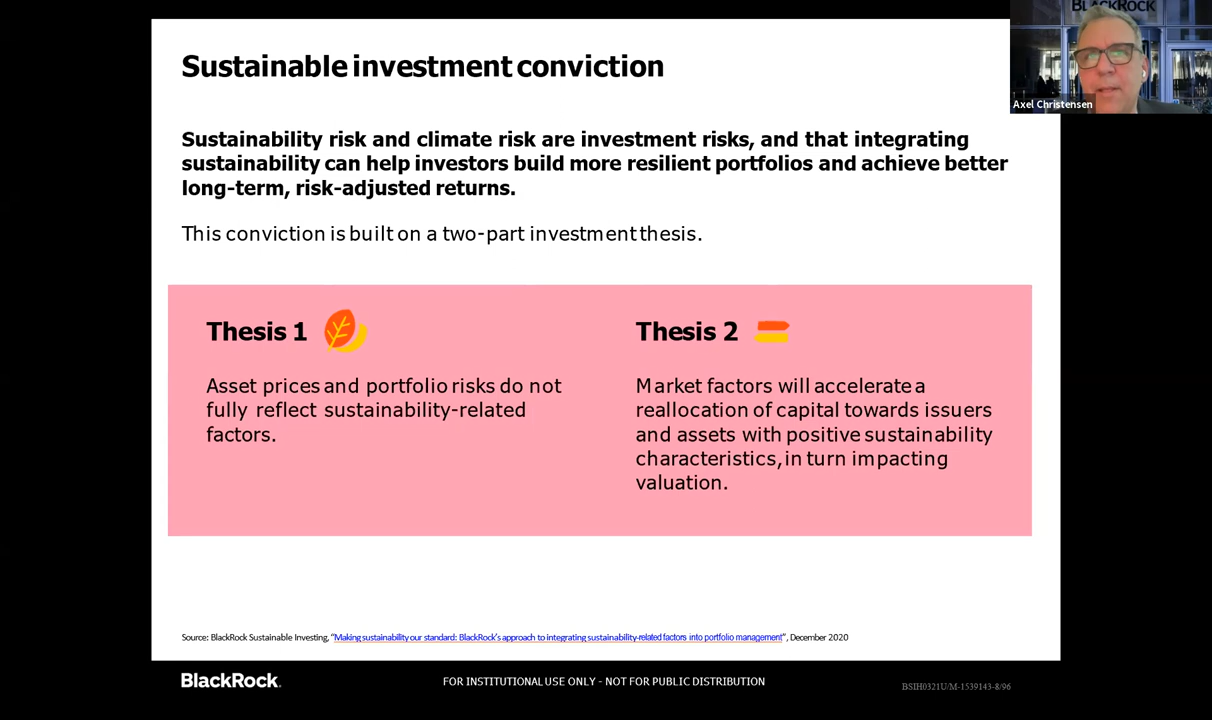 BLACKROCK
Axel Christensen
Sustainable investment conviction
Sustainability risk and climate risk are investment risks, and that integrating
sustainability can help investors build more resilient portfolios and achieve better
long-term, risk-adjusted returns.
This conviction is built on a two-part investment thesis.
Thesis 1
Asset prices and portfolio risks do not
fully reflect sustainability-related
factors.
Thesis 2
Market factors will accelerate a
reallocation of capital towards issuers
and assets with positive sustainability
characteristics, in turn impacting
valuation.
Source: BlackRock Sustainable Investing, “Making sustainability our standard: BlackRock’s approach to integrating sustainability-related factors into portfolio management”, December 2020
BlackRock.
FOR INSTITUTIONAL USE ONLY - NOT FOR PUBLIC DISTRIBUTION
BSIH0321U/M-1539143-8/96